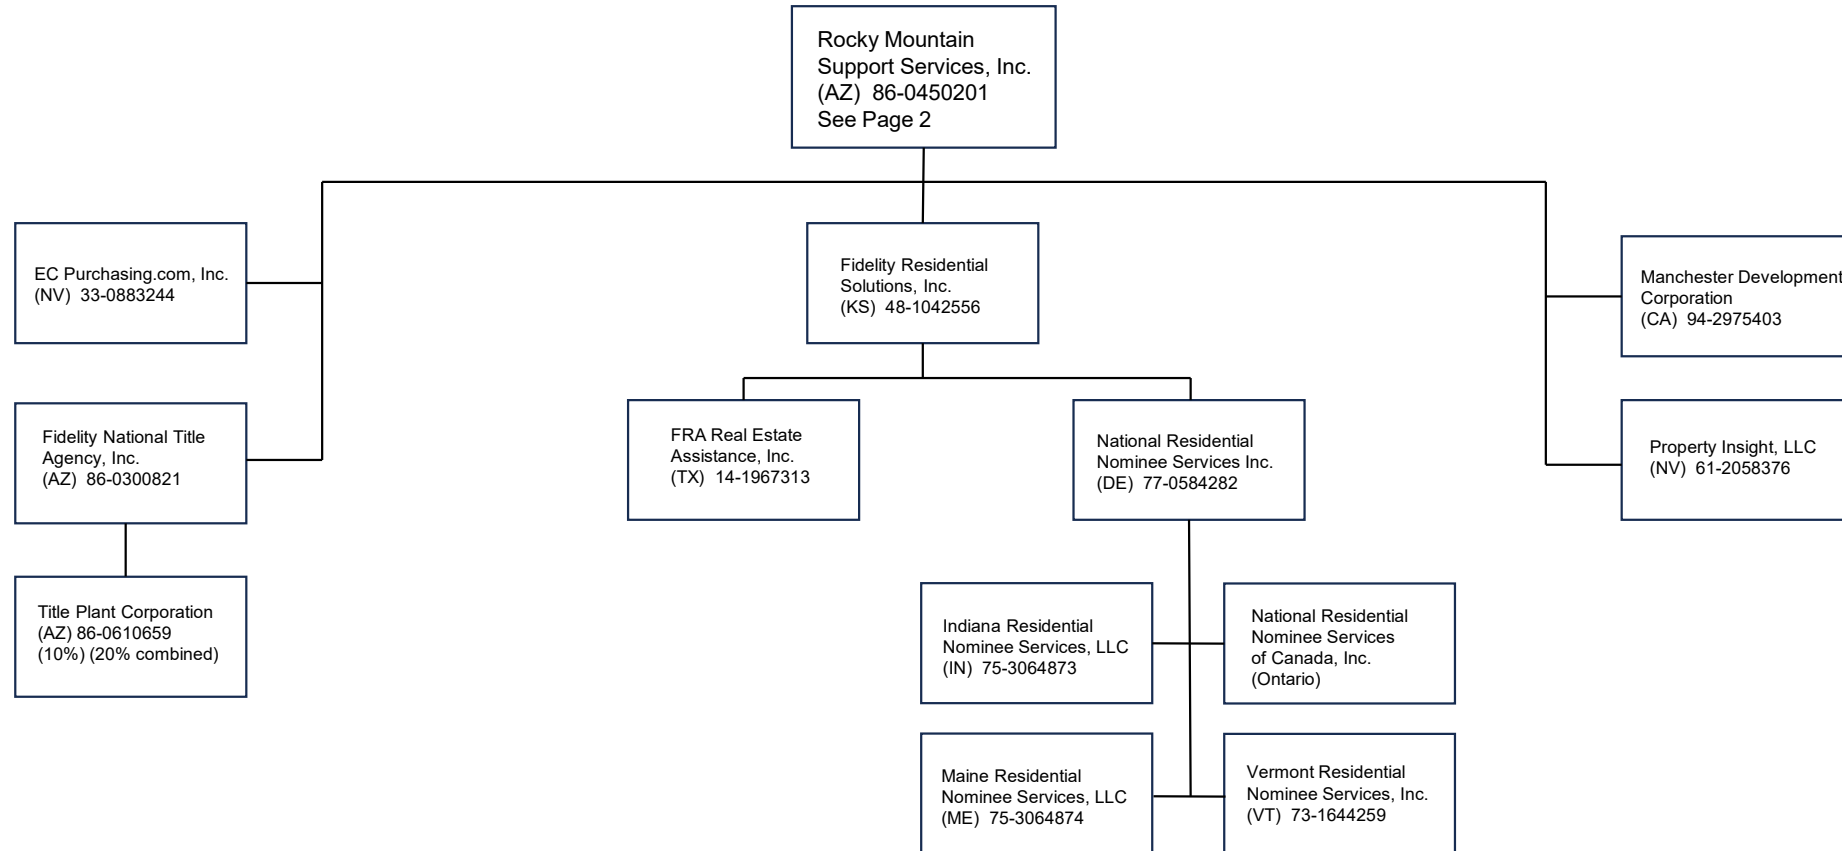 Rocky Mountain
Support Services, Inc.
(AZ)  86-0450201
See Page 2
EC Purchasing.com, Inc.
(NV)  33-0883244
Fidelity Residential
Solutions, Inc.
(KS)  48-1042556
Manchester Development
Corporation
(CA)  94-2975403
Fidelity National Title
Agency, Inc.
(AZ)  86-0300821
FRA Real Estate
Assistance, Inc.
(TX)  14-1967313
National Residential
Nominee Services Inc.
(DE)  77-0584282
Property Insight, LLC
(NV)  61-2058376
Title Plant Corporation
(AZ) 86-0610659
(10%) (20% combined)
Indiana Residential
Nominee Services, LLC
(IN)  75-3064873
National Residential
Nominee Services
of Canada, Inc.
(Ontario)
Maine Residential
Nominee Services, LLC
(ME)  75-3064874
Vermont Residential
Nominee Services, Inc.
(VT)  73-1644259